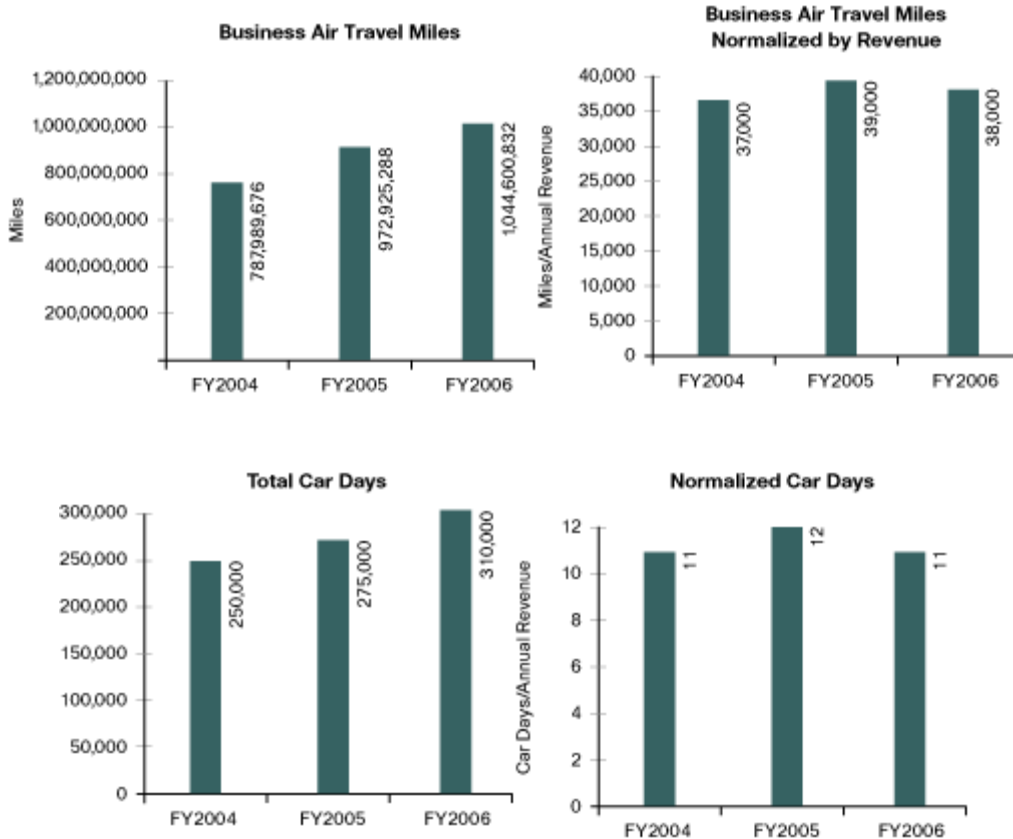 Business Air Travel Miles
Miles
1,200,000,000
1,000,000,000
800,000,000
600,000,000
400,000,000
200,000,000
787,989,676
972,925,288
1,044,600,832
FY2004
FY2005
FY2006
Business Air Travel Miles
Normalized by Revenue
Miles/Annual Revenue
40,000
35,000
30,000
25,000
20,000
15,000
10,000
5,000
0
37,000
39,000
38,000
FY2004
FY2005
FY2006
Total Car Days
300,000
250,000
200,000
150,000
100,000
50,000
0
250,000
275,000
310,000
FY2004
FY2005
FY2006
Normalized Car Days
Car Days/Annual Revenue
12
10
8
6
4
2
0
11
12
11
FY2004
FY2005
FY2006